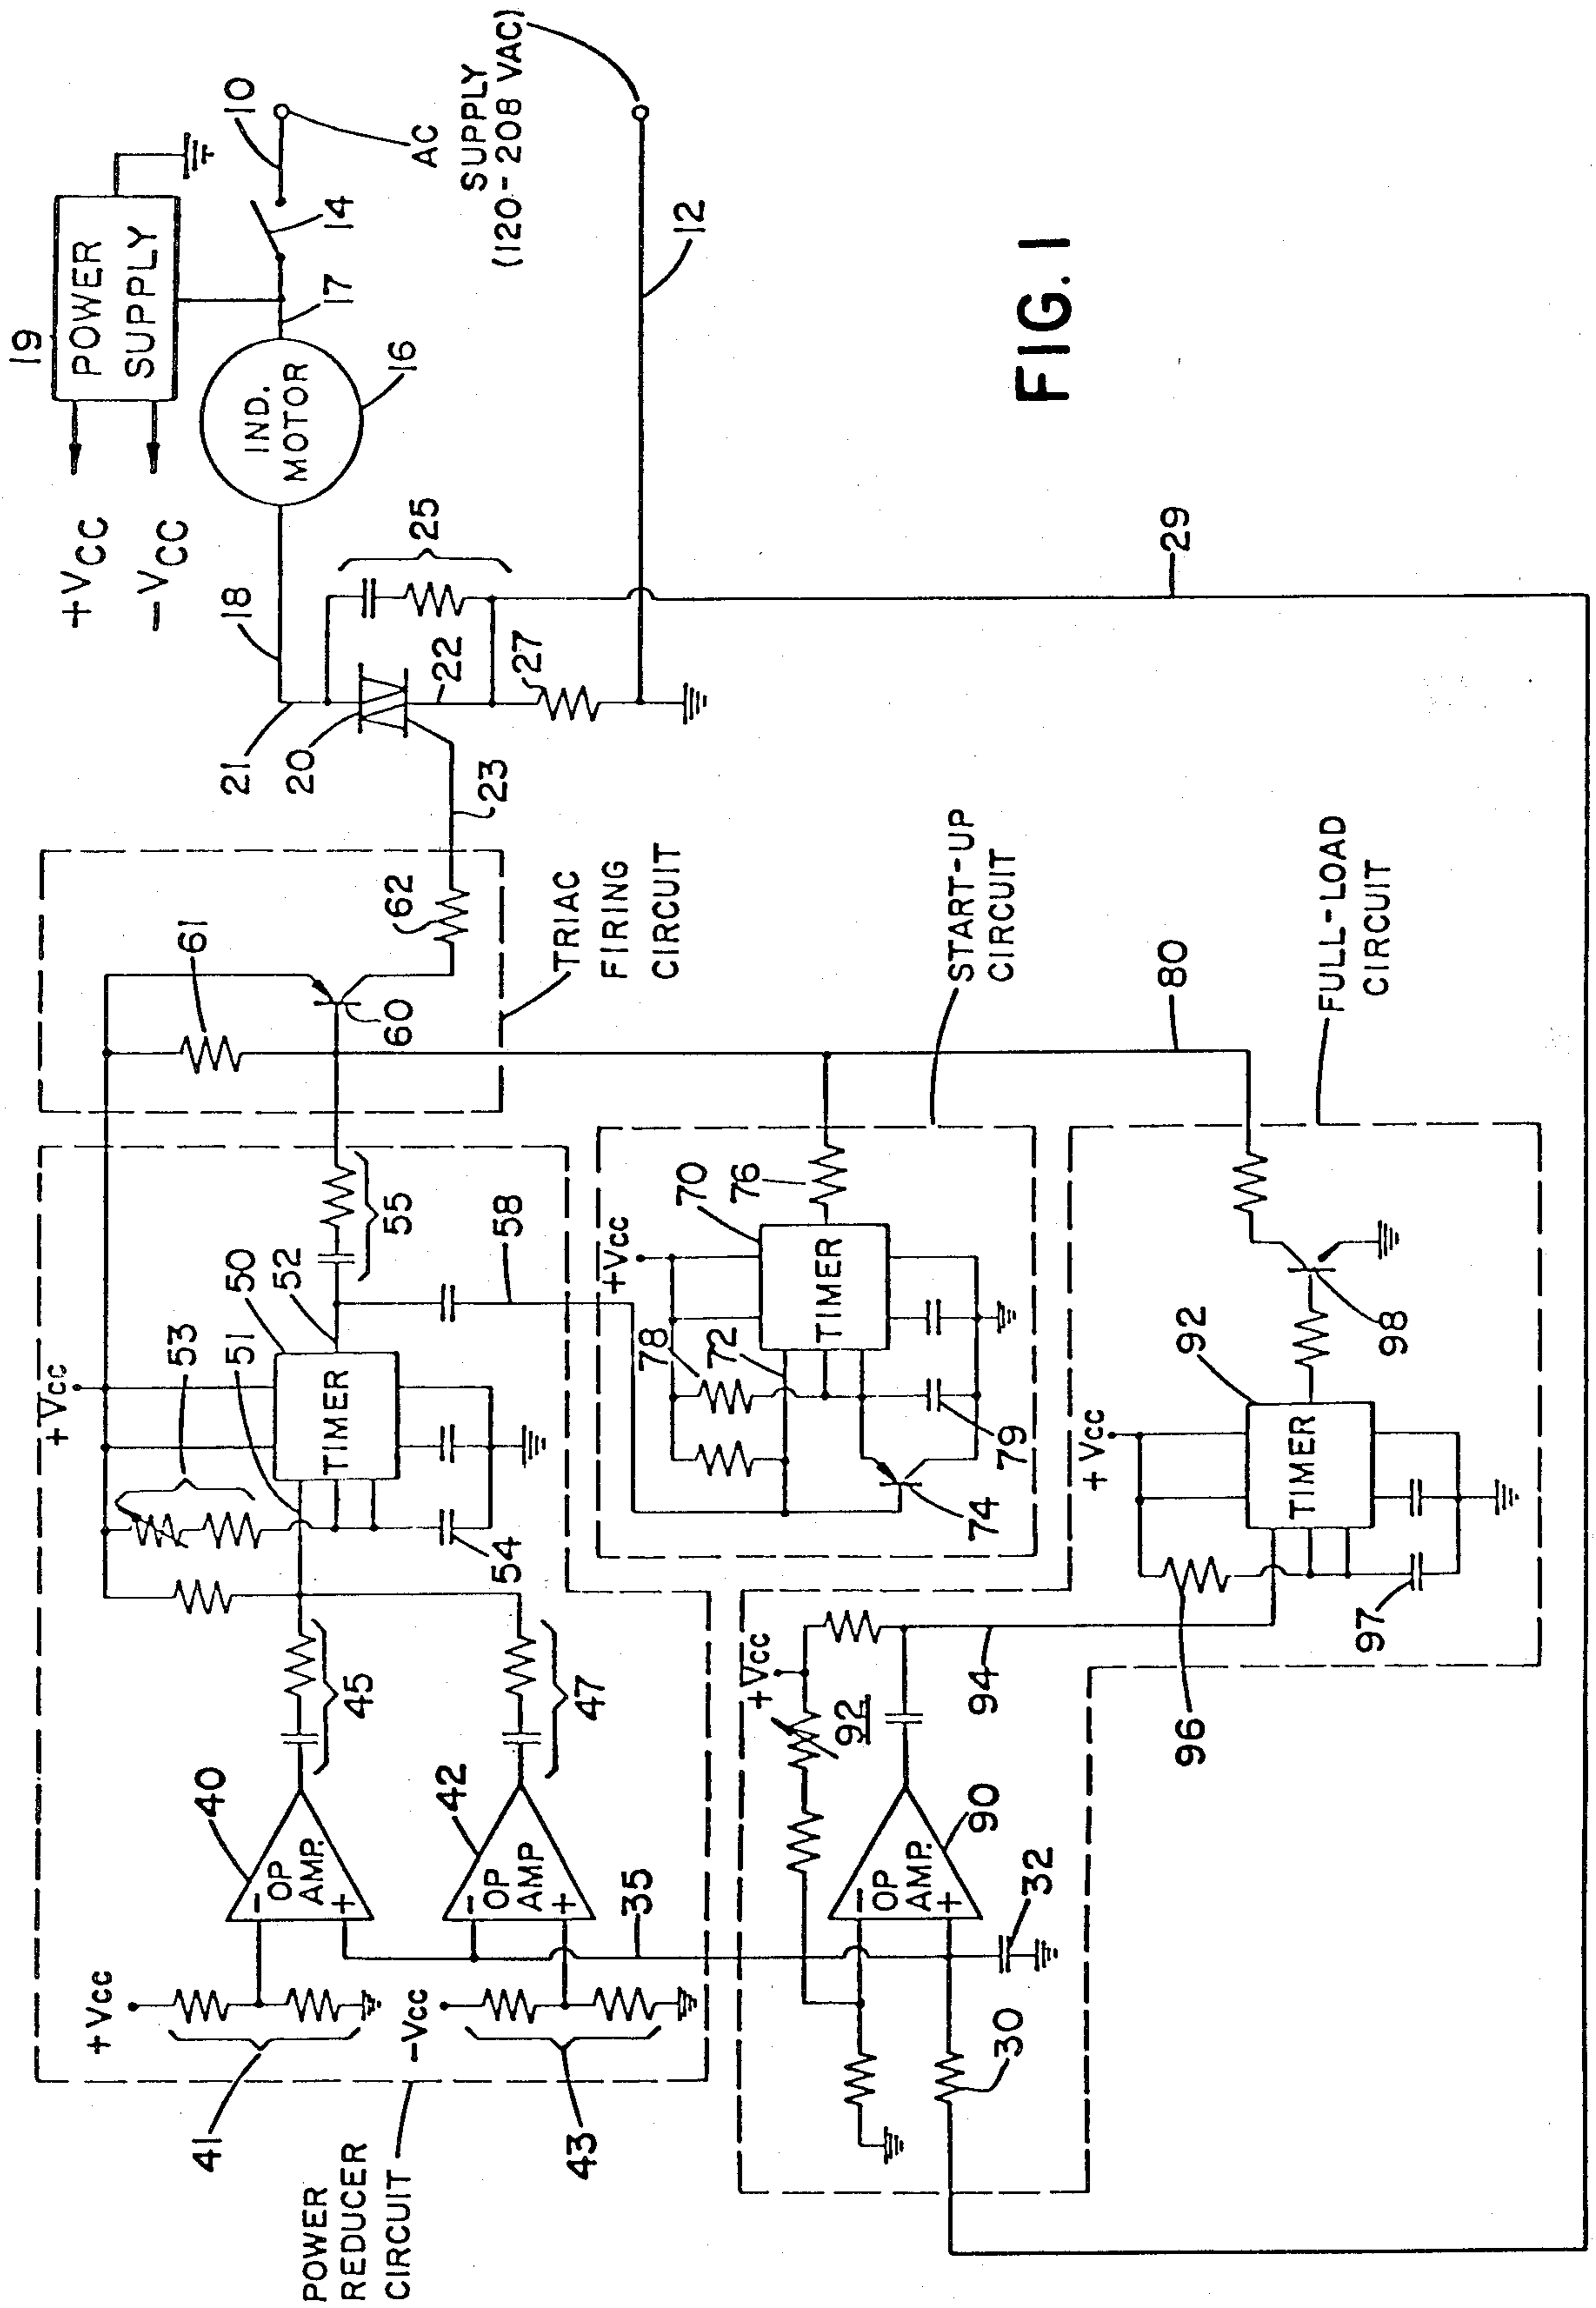 FIG. 1
19
POWER
SUPPLY
+VCC
-VCC
10
14
17
AC
SUPPLY
(120-208 VAC)
12
IND.
MOTOR
16
18
21
20
22
23
25
27
29
TRIAC
FIRING
CIRCUIT
60
61
62
START-UP
CIRCUIT
FULL-LOAD
CIRCUIT
80
+Vcc
53
51
50
52
TIMER
54
55
58
+Vcc
78
72
70
76
TIMER
79
74
+Vcc
92
TIMER
96
97
98
POWER
REDUCER
CIRCUIT
+Vcc
41
-Vcc
43
-
OP
AMP.
+
40
45
-
OP
AMP
+
42
47
35
+Vcc
92
94
-
OP
AMP.
+
90
30
32